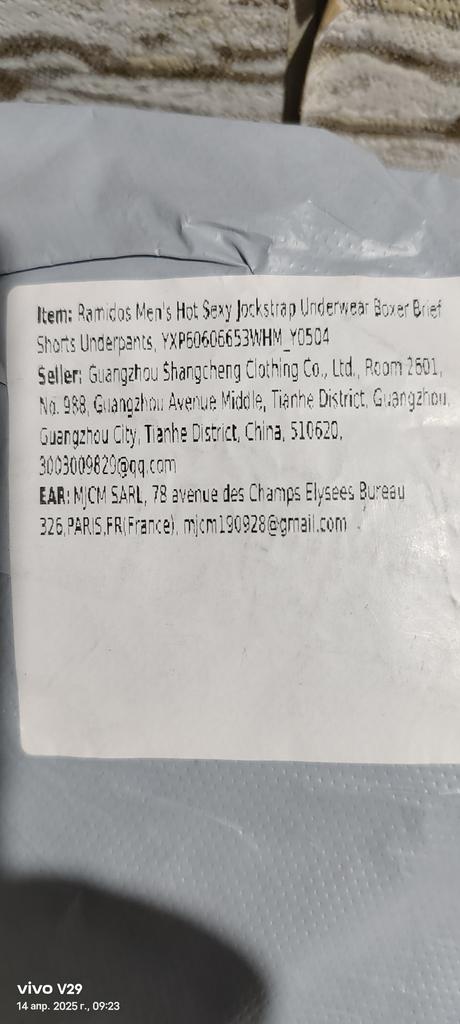 Item: Ramidos Men's Hot Sexy Jockstrap Underwear Boxer Brief
Shorts Underpants, YXP60606653WHM_Y0504
Seller: Guangzhou Shangcheng Clothing Co., Ltd., Room 2601,
No. 988, Guangzhou Avenue Middle, Tianhe District, Guangzhou,
Guangzhou City, Tianhe District, China, 510620,
3003009820@qq.com
EAR: MJCM SARL, 78 avenue des Champs Elysees Bureau
326,PARIS,FR(France), mjcm190928@gmail.com
vivo V29
14 апр. 2025 г., 09:23